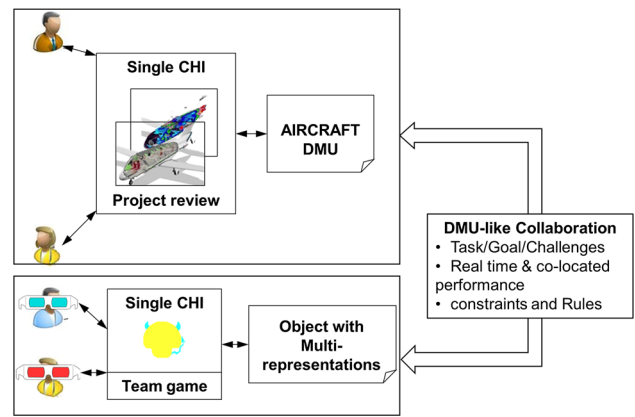 Single CHI
Project review
AIRCRAFT
DMU
DMU-like Collaboration
• Task/Goal/Challenges
• Real time & co-located
performance
• constraints and Rules
Single CHI
Team game
Object with
Multi-
representations